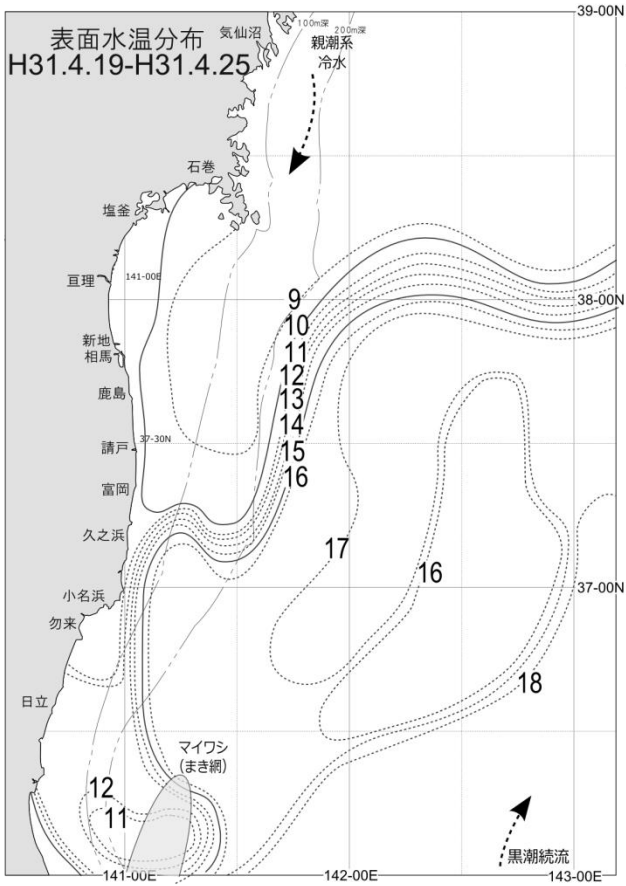 39-00N
表面水温分布
H31.4.19-H31.4.25
気仙沼
100m深
200m深
親潮系
冷水
石巻
塩釜
亘理
141-00E
38-00N
新地
相馬
鹿島
請戸
37-30N
富岡
久之浜
小名浜
勿来
日立
9
10
11
12
13
14
15
16
17
16
18
37-00N
マイワシ
(まき網)
12
11
黒潮続流
141-00E
142-00E
143-00E